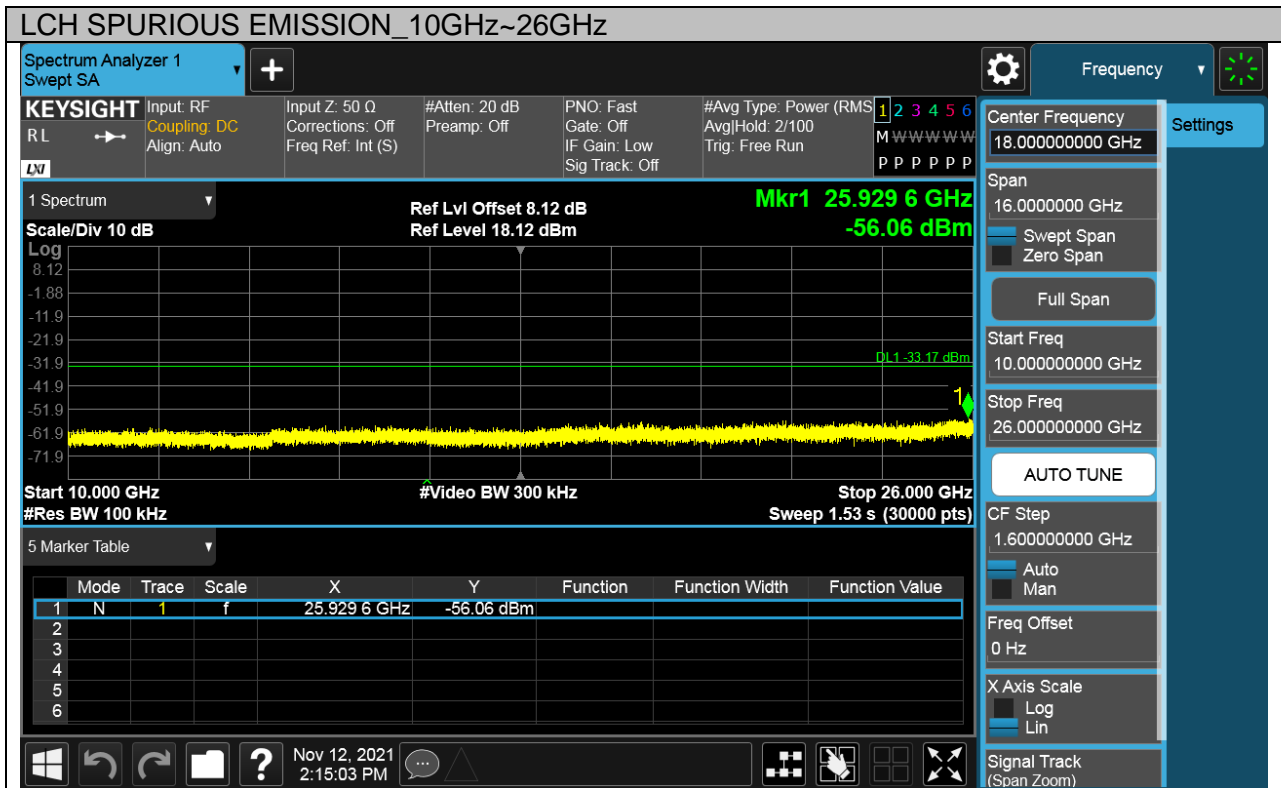 LCH SPURIOUS EMISSION_10GHz~26GHz
Spectrum Analyzer 1
Swept SA
+
Frequency
KEYSIGHT
RL
LXI
Input: RF
Coupling: DC
Align: Auto
Input Z: 50 Ω
Corrections: Off
Freq Ref: Int (S)
#Atten: 20 dB
Preamp: Off
PNO: Fast
Gate: Off
IF Gain: Low
Sig Track: Off
#Avg Type: Power (RMS
Avg|Hold: 2/100
Trig: Free Run
1 2 3 4 5 6
M W W W W W
P P P P P P
1 Spectrum
Scale/Div 10 dB
Ref Lvl Offset 8.12 dB
Ref Level 18.12 dBm
Mkr1 25.929 6 GHz
-56.06 dBm
Log
8.12
-1.88
-11.9
-21.9
-31.9
-41.9
-51.9
-61.9
-71.9
DL1 -33.17 dBm
1
Start 10.000 GHz
#Res BW 100 kHz
#Video BW 300 kHz
Stop 26.000 GHz
Sweep 1.53 s (30000 pts)
5 Marker Table
Mode Trace Scale X Y Function Function Width Function Value
1 N 1 f 25.929 6 GHz -56.06 dBm
2
3
4
5
6
Center Frequency
18.000000000 GHz
Span
16.0000000 GHz
Swept Span
Zero Span
Full Span
Start Freq
10.000000000 GHz
Stop Freq
26.000000000 GHz
AUTO TUNE
CF Step
1.600000000 GHz
Auto
Man
Freq Offset
0 Hz
X Axis Scale
Log
Lin
Signal Track
(Span Zoom)
Settings
?
Nov 12, 2021
2:15:03 PM